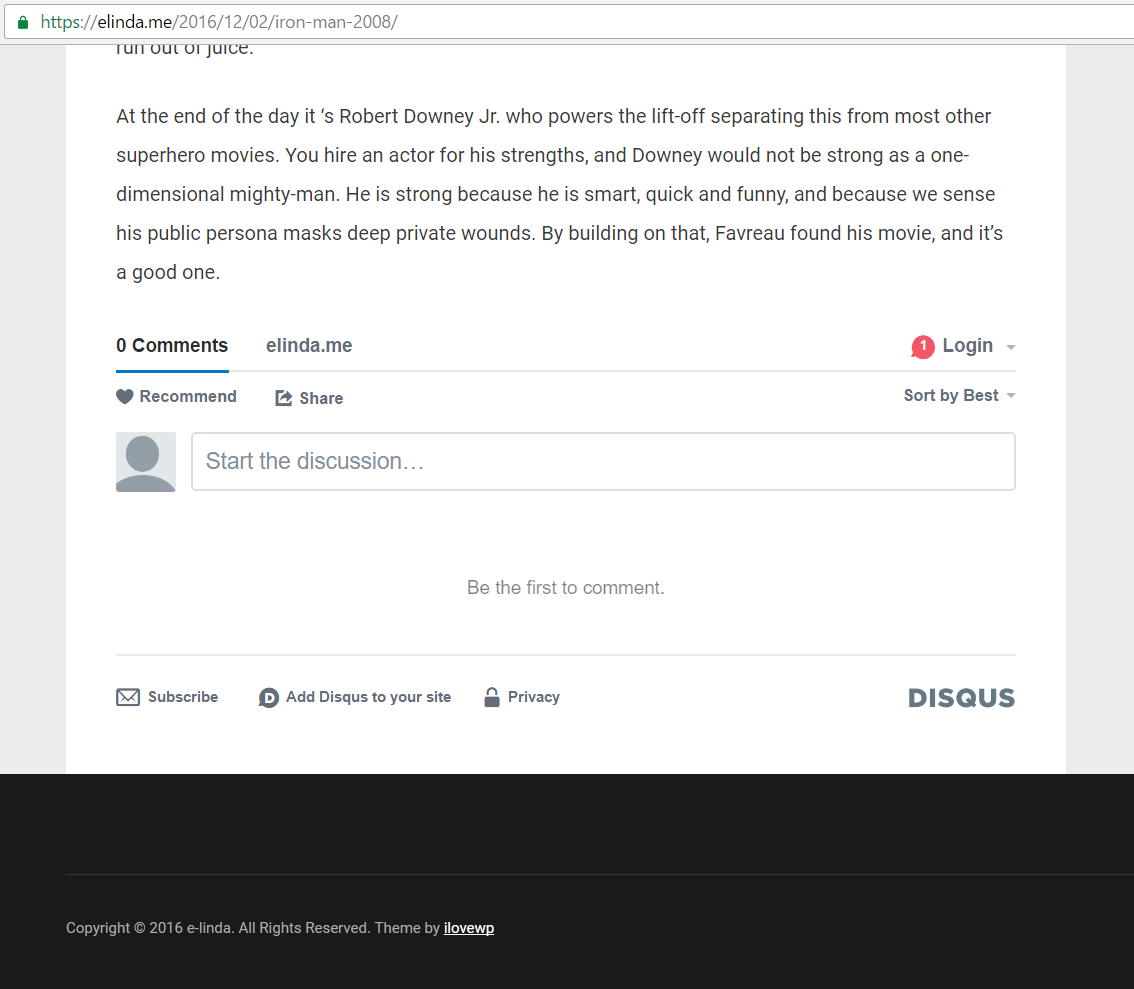 https://elinda.me/2016/12/02/iron-man-2008/
run out of juice.
At the end of the day it ‘s Robert Downey Jr. who powers the lift-off separating this from most other
superhero movies. You hire an actor for his strengths, and Downey would not be strong as a one-
dimensional mighty-man. He is strong because he is smart, quick and funny, and because we sense
his public persona masks deep private wounds. By building on that, Favreau found his movie, and it’s
a good one.
0 Comments elinda.me 1 Login
Recommend Share Sort by Best
Start the discussion…
Be the first to comment.
Subscribe D Add Disqus to your site Privacy DISQUS
Copyright © 2016 e-linda. All Rights Reserved. Theme by ilovewp